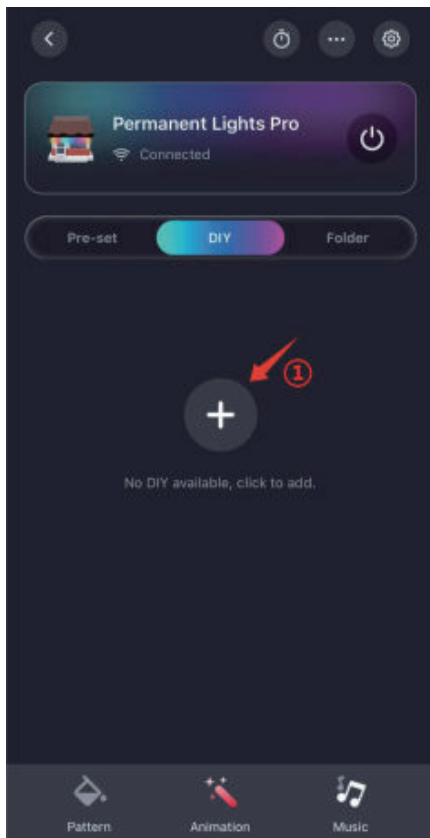 Permanent Lights Pro
Connected
Pre-set DIY Folder
①
No DIY available, click to add.
Pattern Animation Music